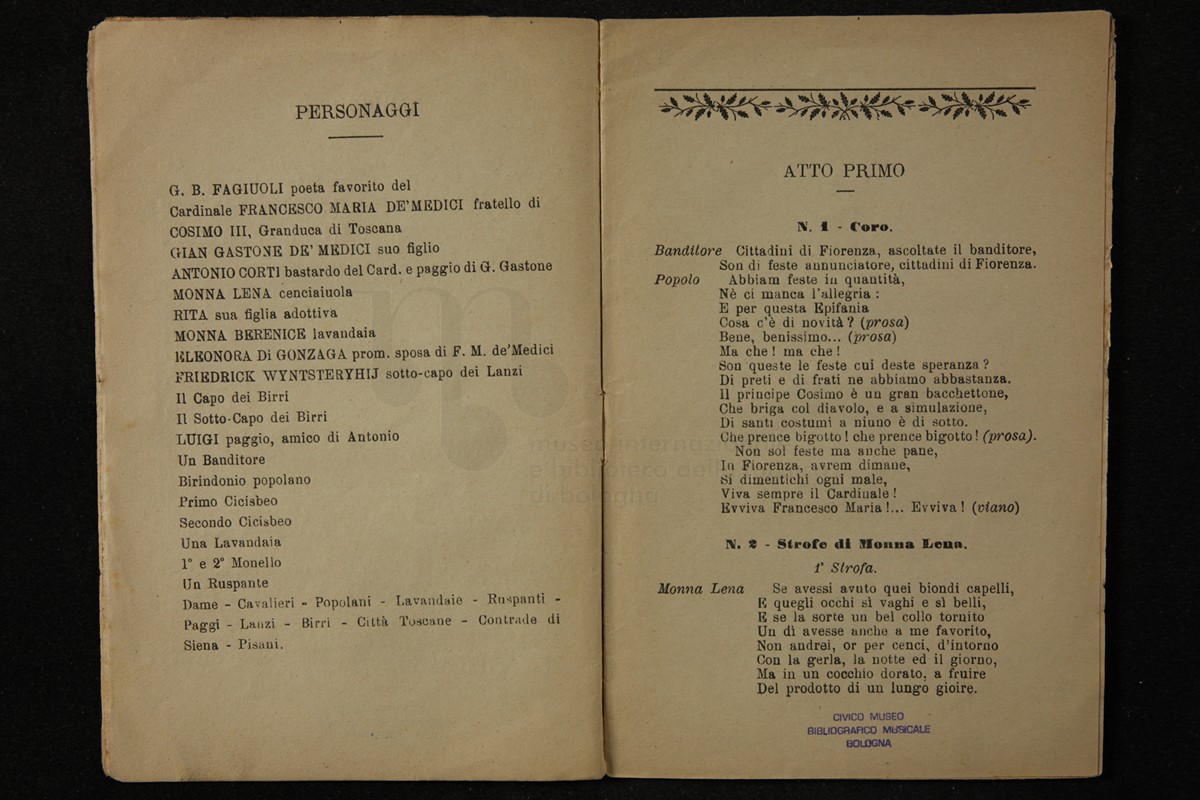 PERSONAGGI
G. B. FAGIUOLI poeta favorito del
Cardinale FRANCESCO MARIA DE'MEDICI fratello di
COSIMO III, Granduca di Toscana
GIAN GASTONE DE' MEDICI suo figlio
ANTONIO CORTI bastardo del Card. e paggio di G. Gastone
MONNA LENA cenciaiuola
RITA sua figlia adottiva
MONNA BERENICE lavandaia
ELEONORA Di GONZAGA prom. sposa di F. M. de'Medici
FRIEDRICK WYNTSTERYHIJ sotto-capo dei Lanzi
Il Capo dei Birri
Il Sotto-Capo dei Birri
LUIGI paggio, amico di Antonio
Un Banditore
Birindonio popolano
Primo Cicisbeo
Secondo Cicisbeo
Una Lavandaia
1° e 2° Monello
Un Ruspante
Dame - Cavalieri - Popolani - Lavandaie - Ruspanti -
Paggi - Lanzi - Birri - Città Toscane - Contrade di
Siena - Pisani.
museo internazi
e biblioteca della
di bologna
ATTO PRIMO
N. 1 - Coro.
Banditore Cittadini di Fiorenza, ascoltate il banditore,
Son di feste annunciatore, cittadini di Fiorenza.
Popolo Abbiam feste in quantità,
Nè ci manca l'allegria :
E per questa Epifania
Cosa c'è di novità ? (prosa)
Bene, benissimo... (prosa)
Ma che ! ma che !
Son queste le feste cui deste speranza ?
Di preti e di frati ne abbiamo abbastanza.
Il principe Cosimo è un gran bacchettone,
Che briga col diavolo, e a simulazione,
Di santi costumi a niuno è di sotto.
Che prence bigotto ! che prence bigotto ! (prosa).
Non sol feste ma anche pane,
In Fiorenza, avrem dimane,
Si dimentichi ogni male,
Viva sempre il Cardinale !
Evviva Francesco Maria !... Evviva ! (viano)
N. 2 - Strofe di Monna Lena.
1ª Strofa.
Monna Lena Se avessi avuto quei biondi capelli,
E quegli occhi sì vaghi e sì belli,
E se la sorte un bel collo tornito
Un dì avesse anche a me favorito,
Non andrei, or per cenci, d'intorno
Con la gerla, la notte ed il giorno,
Ma in un cocchio dorato, a fruire
Del prodotto di un lungo gioire.
CIVICO MUSEO
BIBLIOGRAFICO MUSICALE
BOLOGNA